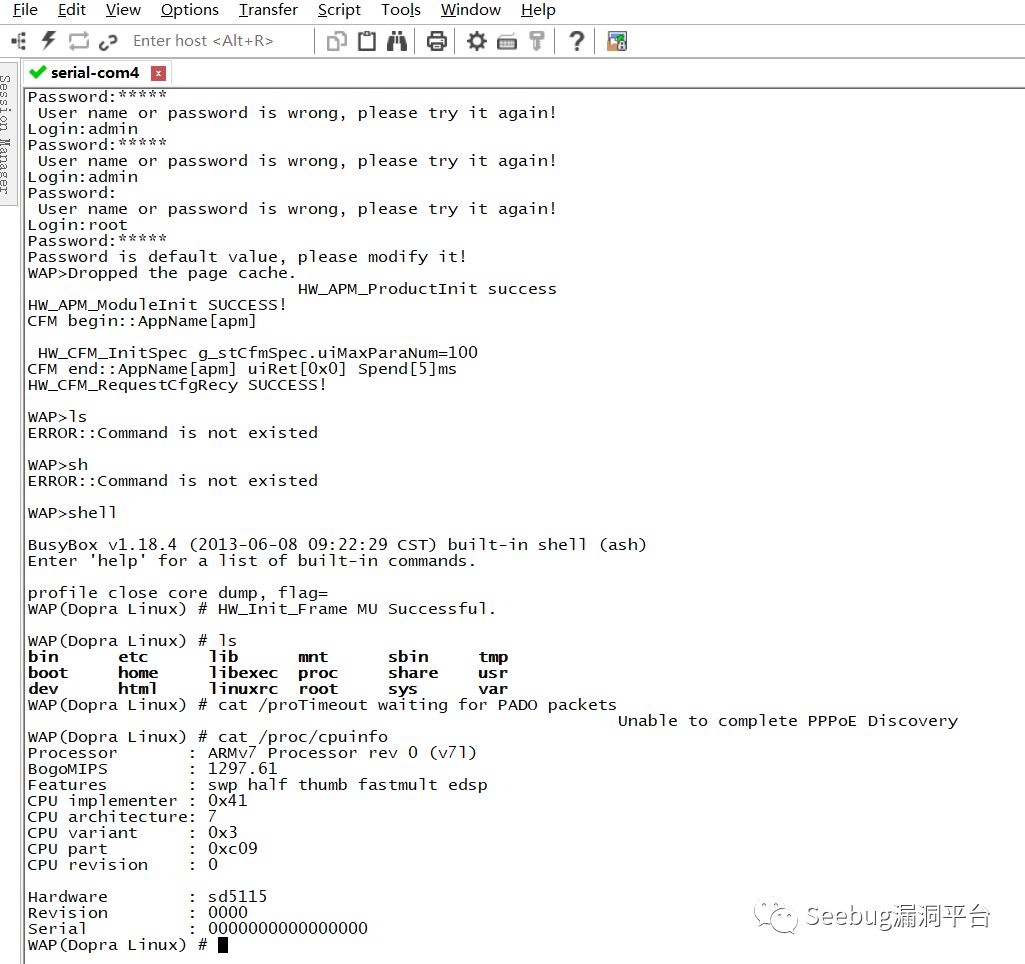 File Edit View Options Transfer Script Tools Window Help
Enter host <Alt+R>
serial-com4
Session Manager
Password:*****
 User name or password is wrong, please try it again!
Login:admin
Password:*****
 User name or password is wrong, please try it again!
Login:admin
Password:
 User name or password is wrong, please try it again!
Login:root
Password:*****
Password is default value, please modify it!
WAP>Dropped the page cache.
HW_APM_ProductInit success
HW_APM_ModuleInit SUCCESS!
CFM begin::AppName[apm]
 HW_CFM_InitSpec g_stCfmSpec.uiMaxParaNum=100
CFM end::AppName[apm] uiRet[0x0] Spend[5]ms
HW_CFM_RequestCfgRecy SUCCESS!
WAP>ls
ERROR::Command is not existed
WAP>sh
ERROR::Command is not existed
WAP>shell
BusyBox v1.18.4 (2013-06-08 09:22:29 CST) built-in shell (ash)
Enter 'help' for a list of built-in commands.
profile close core dump, flag=
WAP(Dopra Linux) # HW_Init_Frame MU Successful.
WAP(Dopra Linux) # ls
bin etc lib mnt sbin tmp
boot home libexec proc share usr
dev html linuxrc root sys var
WAP(Dopra Linux) # cat /proTimeout waiting for PADO packets
Unable to complete PPPoE Discovery
WAP(Dopra Linux) # cat /proc/cpuinfo
Processor : ARMv7 Processor rev 0 (v7l)
BogoMIPS : 1297.61
Features : swp half thumb fastmult edsp
CPU implementer : 0x41
CPU architecture: 7
CPU variant : 0x3
CPU part : 0xc09
CPU revision : 0
Hardware : sd5115
Revision : 0000
Serial : 0000000000000000
WAP(Dopra Linux) #
Seebug漏洞平台